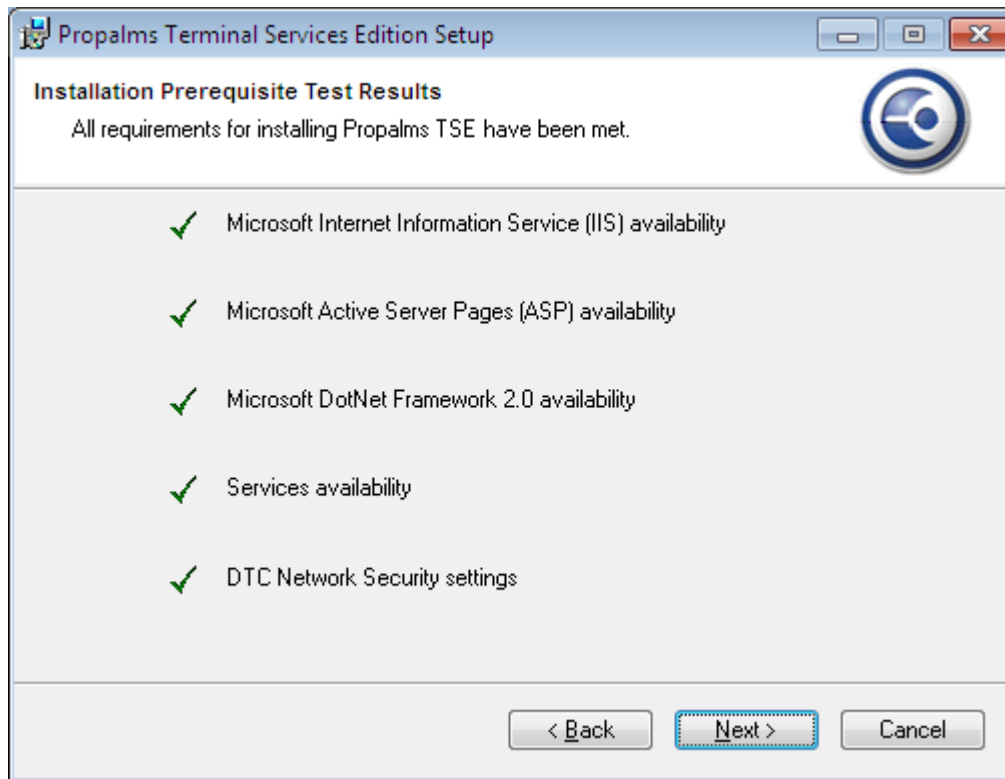 Propalms Terminal Services Edition Setup
Installation Prerequisite Test Results
All requirements for installing Propalms TSE have been met.
Microsoft Internet Information Service (IIS) availability
Microsoft Active Server Pages (ASP) availability
Microsoft DotNet Framework 2.0 availability
Services availability
DTC Network Security settings
< Back
Next >
Cancel